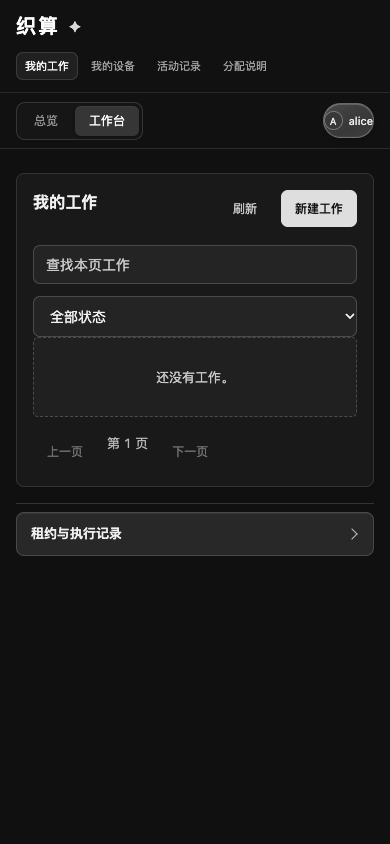 织算
我的工作 我的设备 活动记录 分配说明
总览 工作台 A alice
我的工作 刷新 新建工作
查找本页工作
全部状态
还没有工作。
上一页 第 1 页 下一页
租约与执行记录